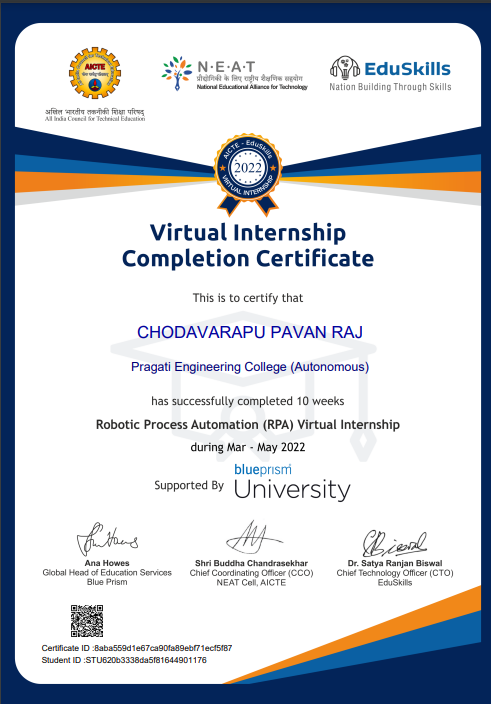 AICTE
अखिल भारतीय तकनीकी शिक्षा परिषद्
All India Council for Technical Education
N·E·A·T
प्रौद्योगिकी के लिए राष्ट्रीय शैक्षणिक सहयोग
National Educational Alliance for Technology
EduSkills
Nation Building Through Skills
AICTE - EduSkills
2022
VIRTUAL INTERNSHIP
Virtual Internship
Completion Certificate
This is to certify that
CHODAVARAPU PAVAN RAJ
Pragati Engineering College (Autonomous)
has successfully completed 10 weeks
Robotic Process Automation (RPA) Virtual Internship
during Mar - May 2022
Supported By
blueprism
University
Ana Howes
Global Head of Education Services
Blue Prism
Shri Buddha Chandrasekhar
Chief Coordinating Officer (CCO)
NEAT Cell, AICTE
Dr. Satya Ranjan Biswal
Chief Technology Officer (CTO)
EduSkills
Certificate ID :8aba559d1e67ca90fa89ebf71ecf5f87
Student ID :STU620b3338da5f81644901176